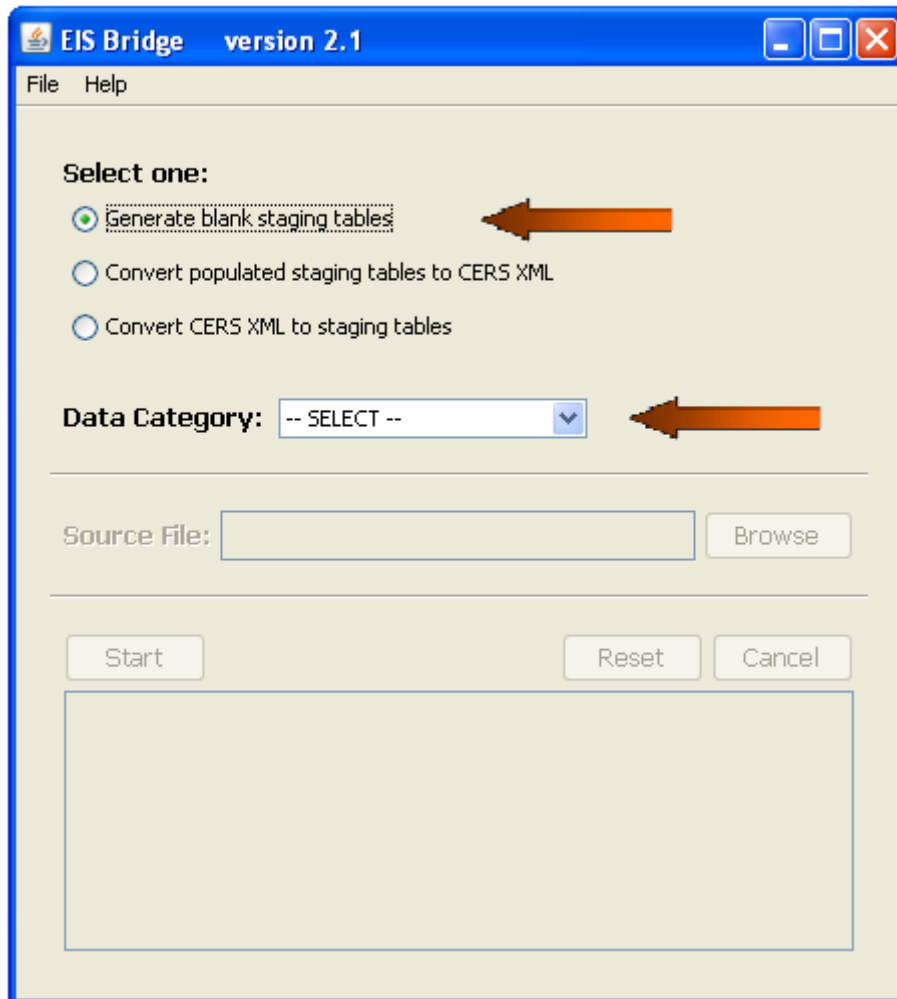 EIS Bridge version 2.1
File Help
Select one:
Generate blank staging tables
Convert populated staging tables to CERS XML
Convert CERS XML to staging tables
Data Category: -- SELECT --
Source File: Browse
Start Reset Cancel